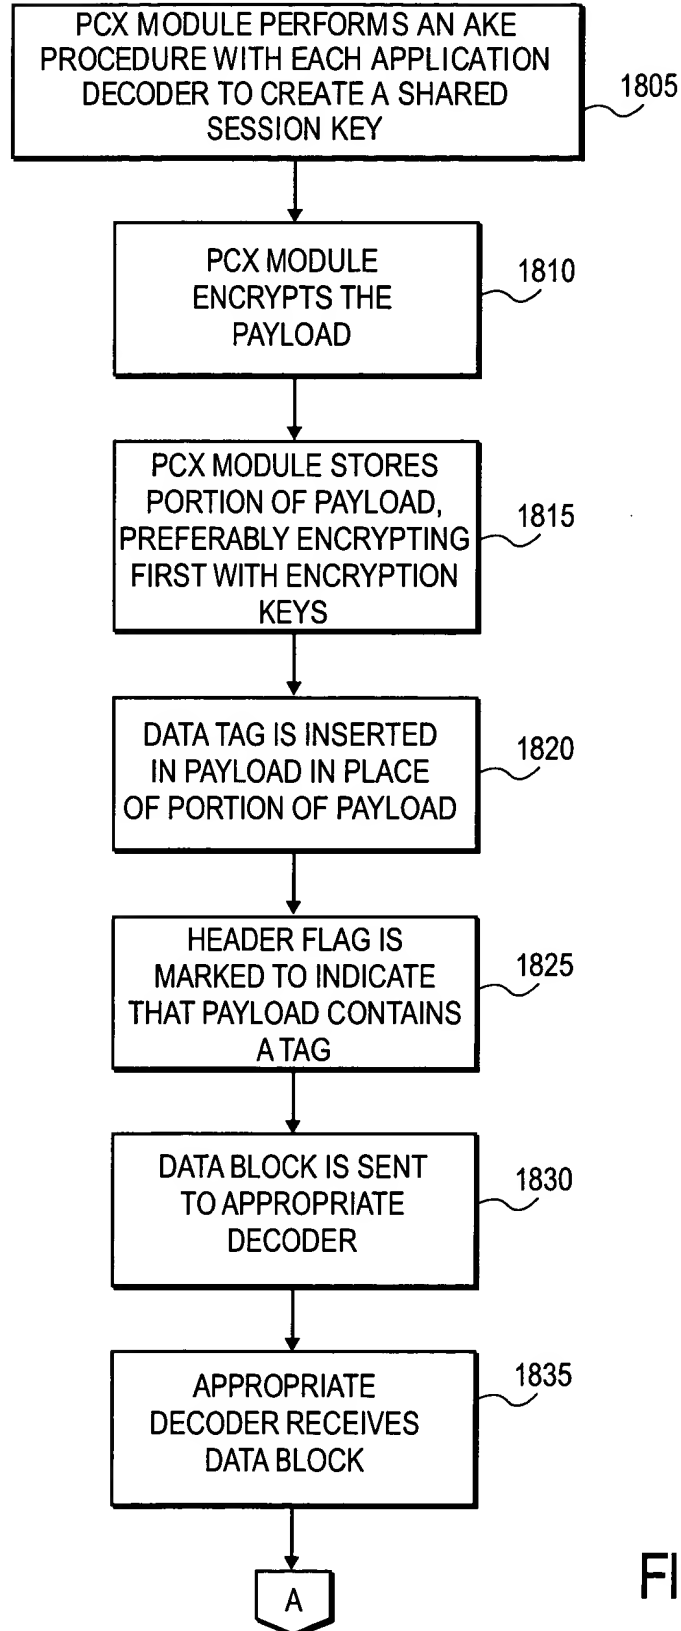 PCX MODULE PERFORMS AN AKE
PROCEDURE WITH EACH APPLICATION
DECODER TO CREATE A SHARED
SESSION KEY
1805
PCX MODULE
ENCRYPTS THE
PAYLOAD
1810
PCX MODULE STORES
PORTION OF PAYLOAD,
PREFERABLY ENCRYPTING
FIRST WITH ENCRYPTION
KEYS
1815
DATA TAG IS INSERTED
IN PAYLOAD IN PLACE
OF PORTION OF PAYLOAD
1820
HEADER FLAG IS
MARKED TO INDICATE
THAT PAYLOAD CONTAINS
A TAG
1825
DATA BLOCK IS SENT
TO APPROPRIATE
DECODER
1830
APPROPRIATE
DECODER RECEIVES
DATA BLOCK
1835
A
FI